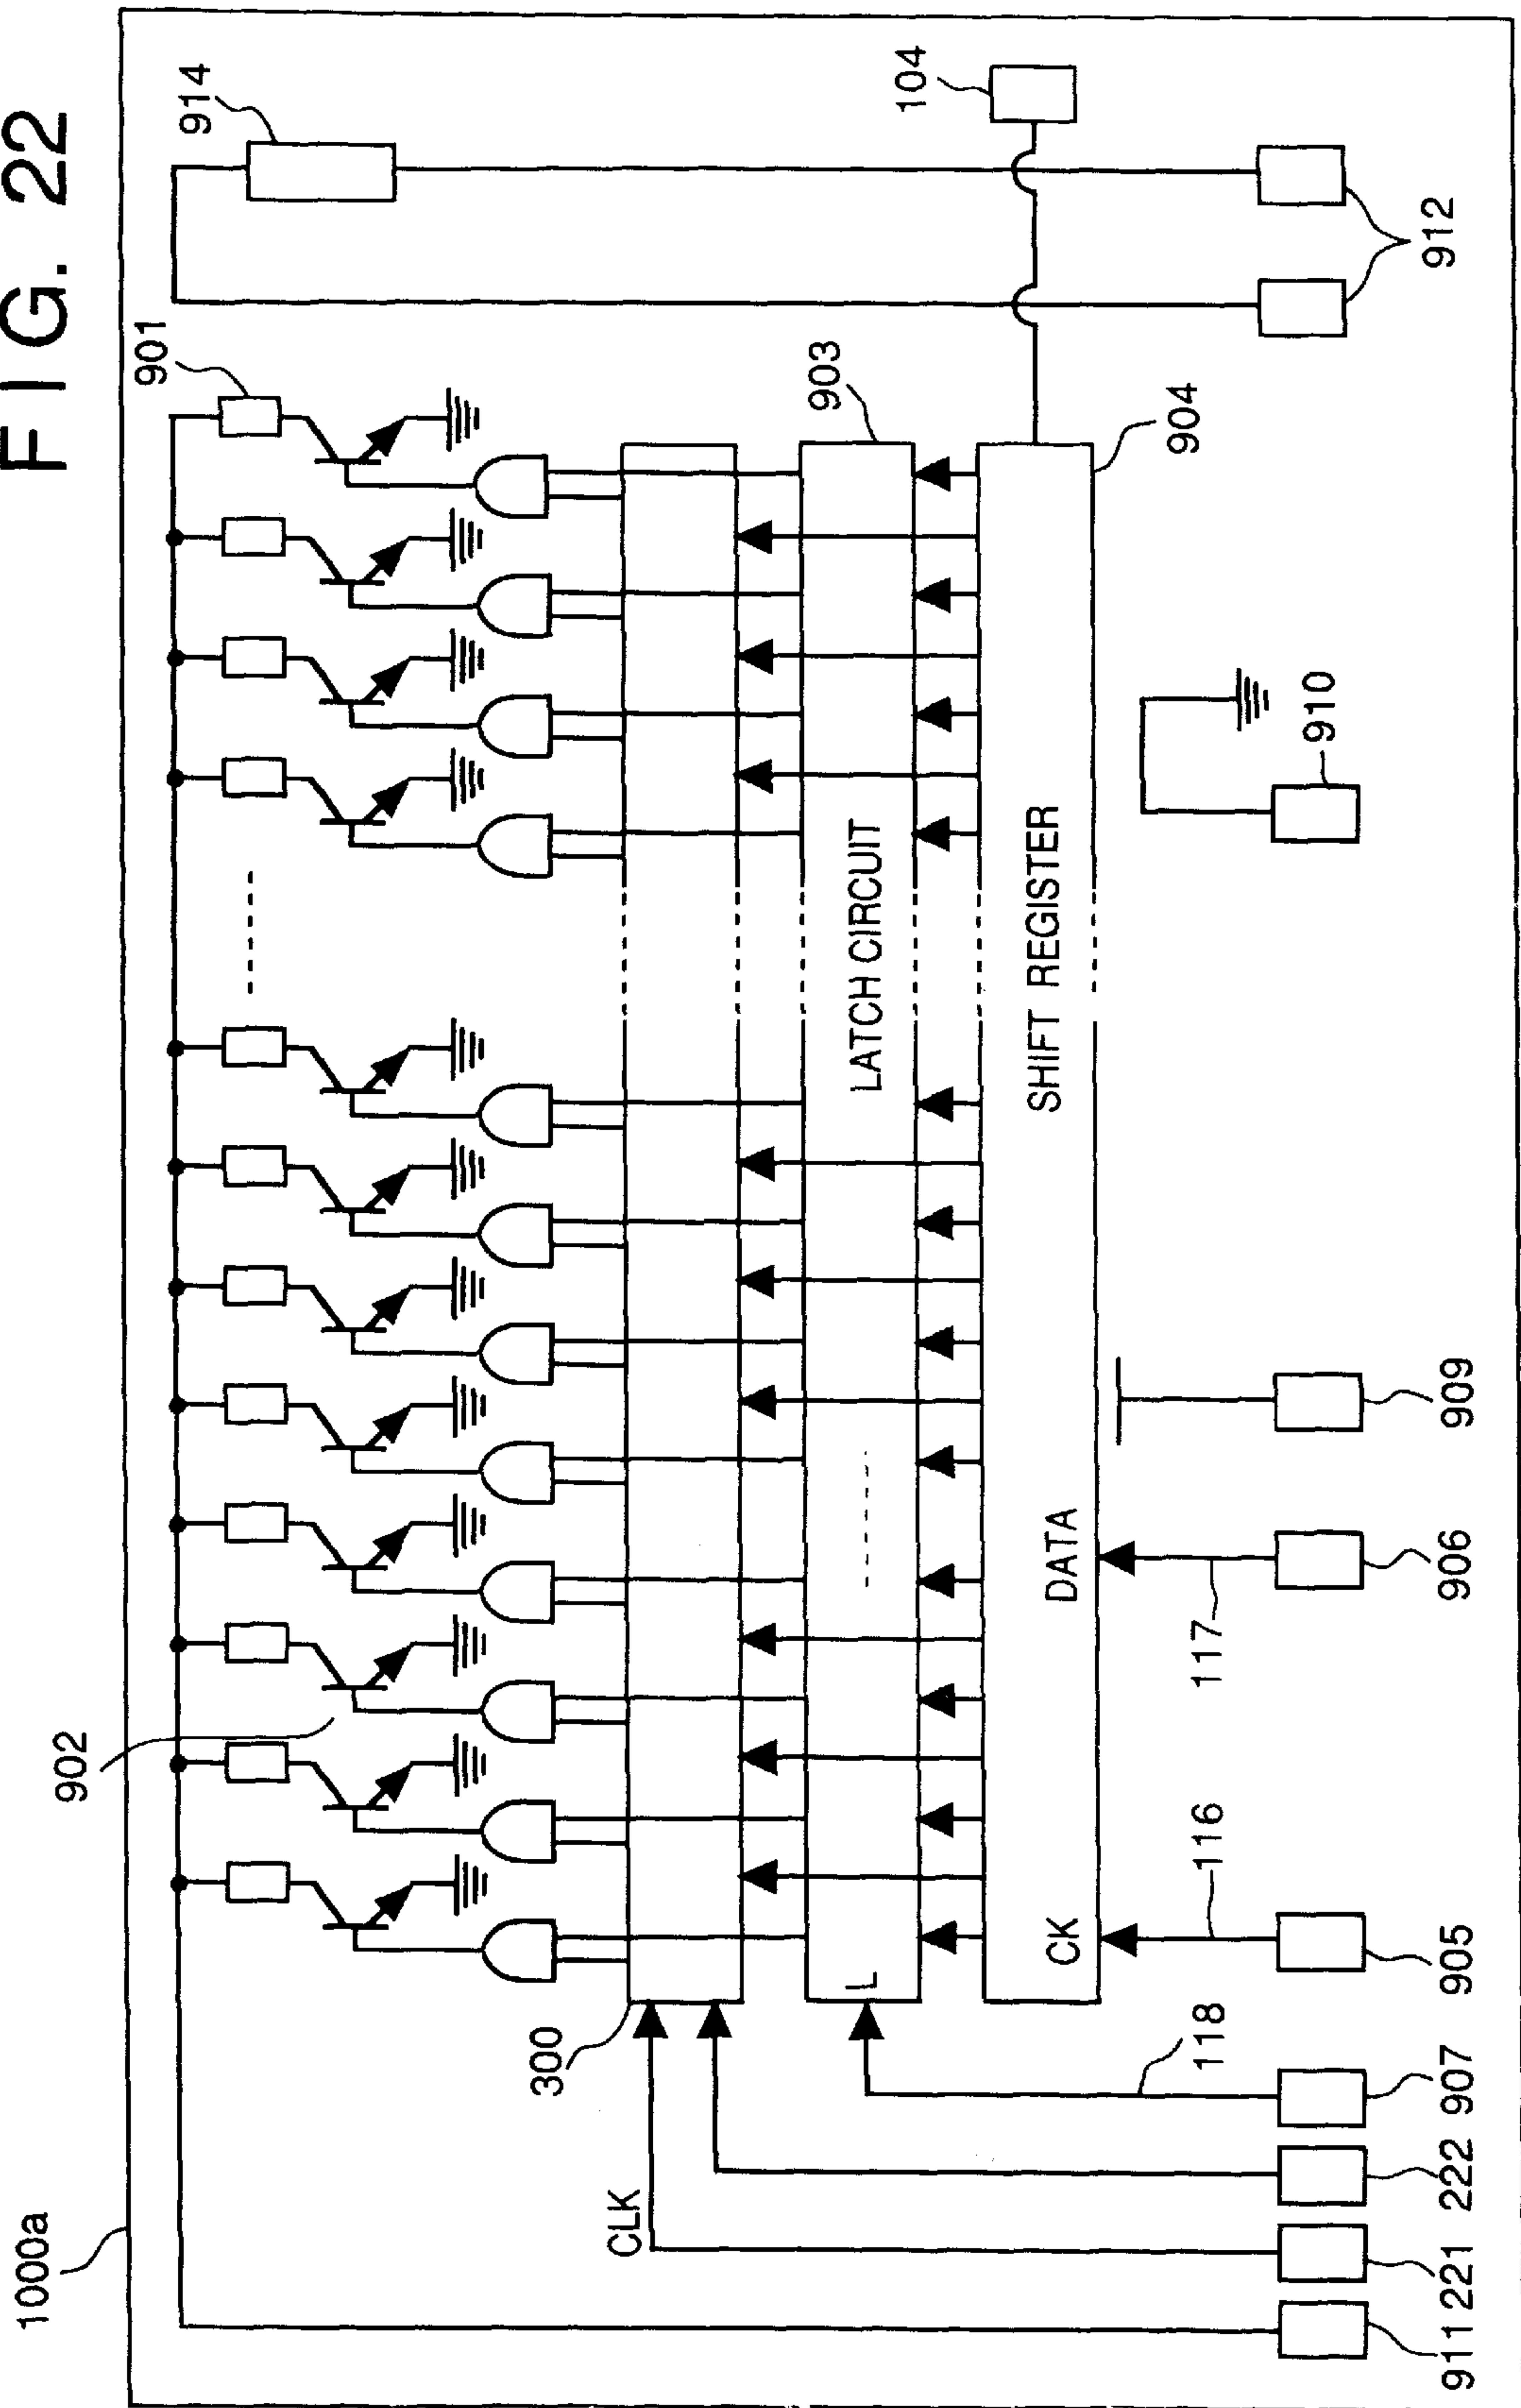 FIG. 22
1000a
902
901
914
300
CLK
L
LATCH CIRCUIT
903
104
CK
DATA
SHIFT REGISTER
904
118
116
117
911
221
222
907
905
906
909
910
912